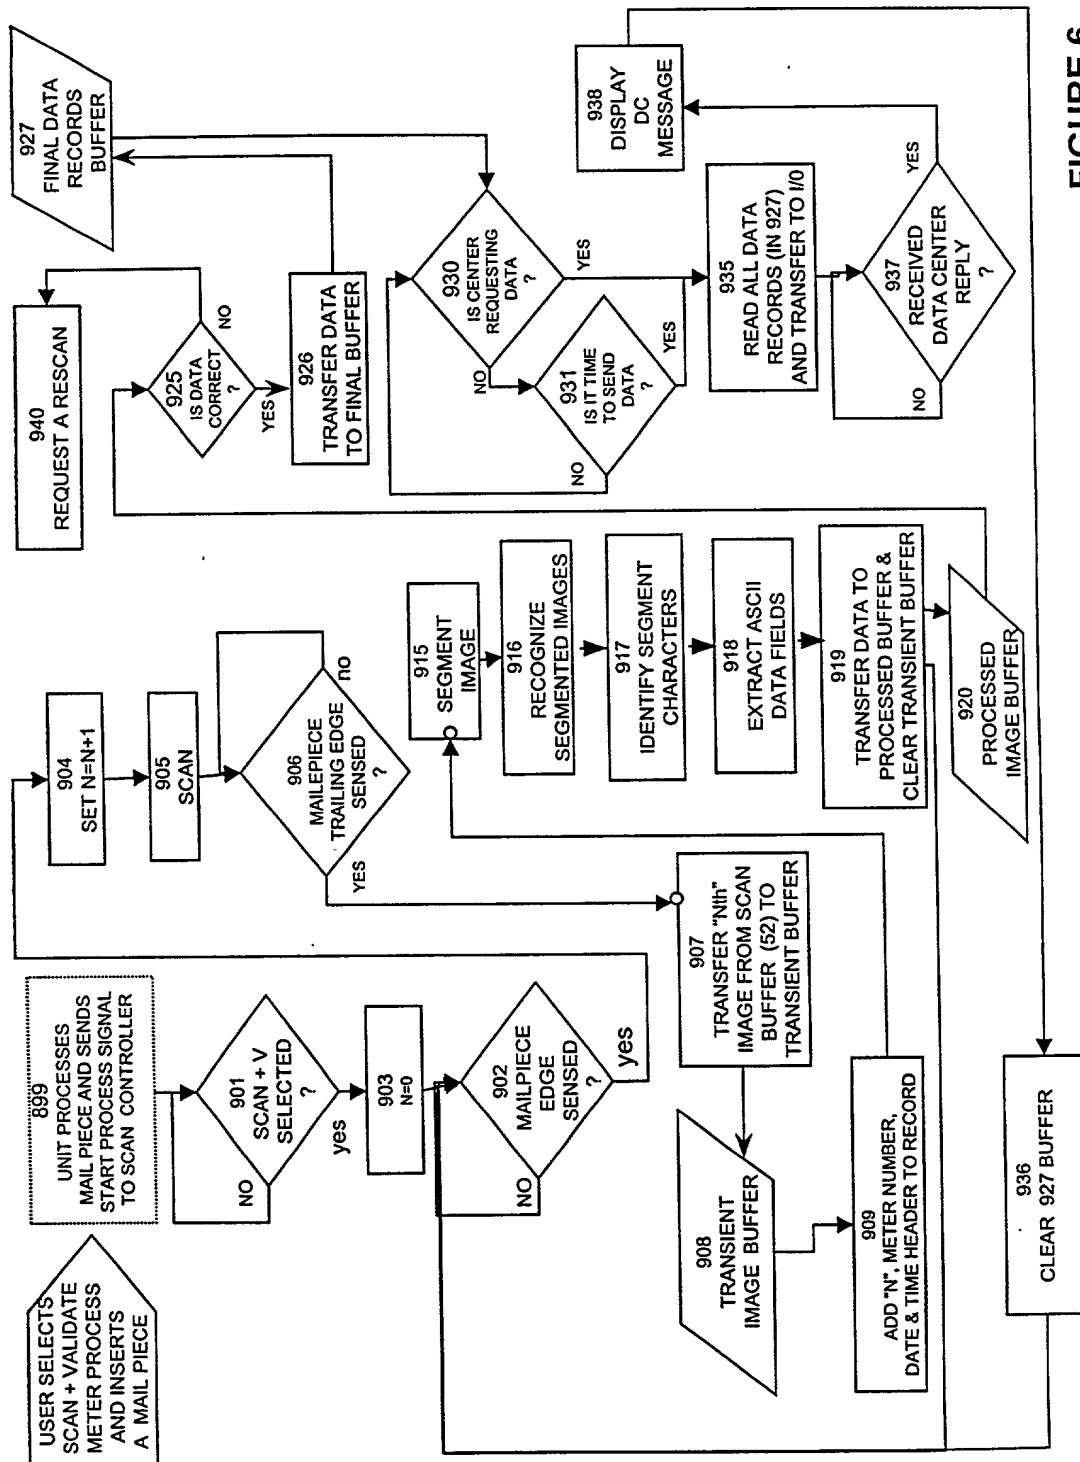 USER SELECTS
SCAN + VALIDATE
METER PROCESS
AND INSERTS
A MAIL PIECE
899
UNIT PROCESSES
MAIL PIECE AND SENDS
START PROCESS SIGNAL
TO SCAN CONTROLLER
901
SCAN + V
SELECTED
?
NO
yes
903
N=0
902
MAILPIECE
EDGE
SENSED
?
NO
yes
904
SET N=N+1
905
SCAN
906
MAILPIECE
TRAILING EDGE
SENSED
?
no
YES
907
TRANSFER "Nth"
IMAGE FROM SCAN
BUFFER (52) TO
TRANSIENT BUFFER
908
TRANSIENT
IMAGE BUFFER
909
ADD "N", METER NUMBER,
DATE & TIME HEADER TO RECORD
915
SEGMENT
IMAGE
916
RECOGNIZE
SEGMENTED IMAGES
917
IDENTIFY SEGMENT
CHARACTERS
918
EXTRACT ASCII
DATA FIELDS
919
TRANSFER DATA TO
PROCESSED BUFFER &
CLEAR TRANSIENT BUFFER
920
PROCESSED
IMAGE BUFFER
940
REQUEST A RESCAN
925
IS DATA
CORRECT
?
NO
YES
926
TRANSFER DATA
TO FINAL BUFFER
927
FINAL DATA
RECORDS
BUFFER
930
IS CENTER
REQUESTING
DATA
?
NO
YES
931
IS IT TIME
TO SEND
DATA
?
NO
YES
935
READ ALL DATA
RECORDS (IN 927)
AND TRANSFER TO I/0
937
RECEIVED
DATA CENTER
REPLY
?
NO
YES
938
DISPLAY
DC
MESSAGE
936
CLEAR 927 BUFFER
FIGURE 6